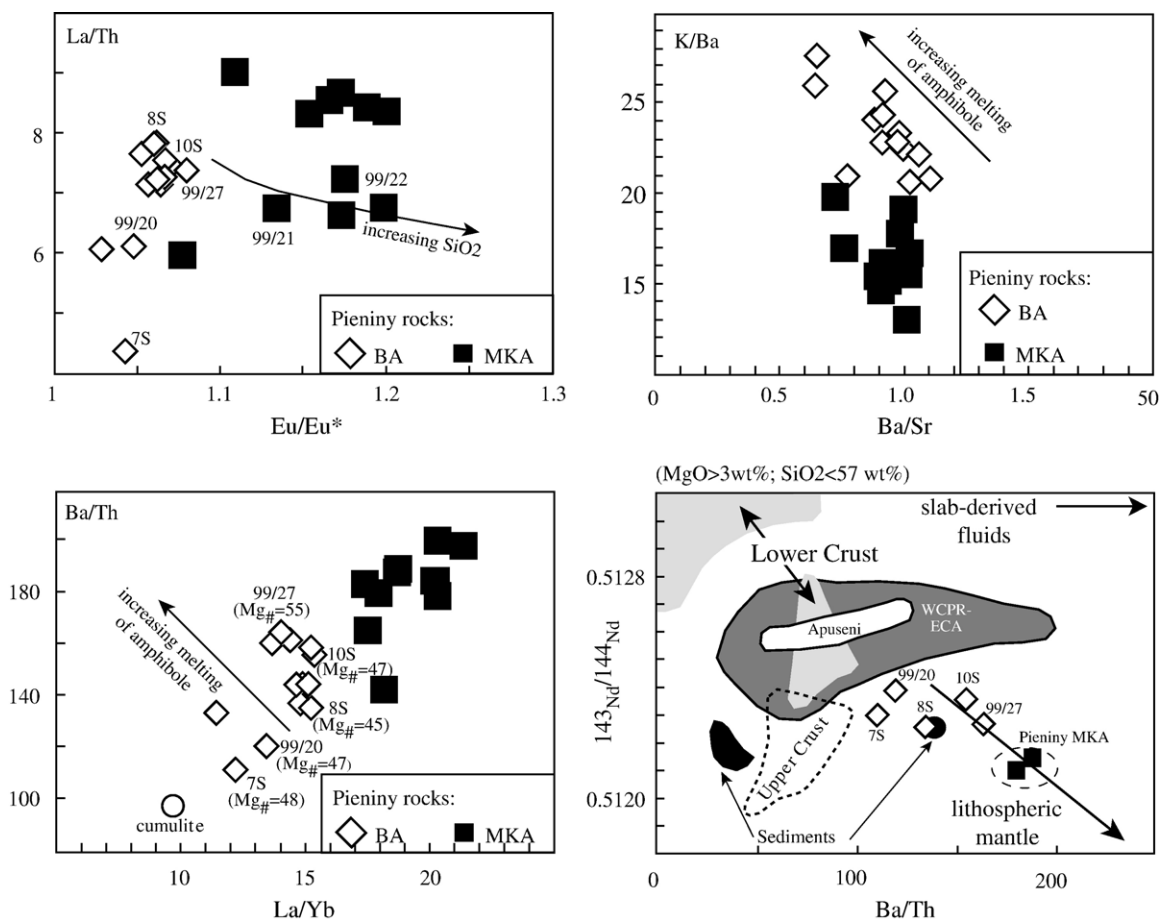 La/Th
8
6
8S
10S
99/27
99/20
7S
99/22
99/21
increasing SiO2
Pieniny rocks:
BA MKA
1 1.1 1.2 1.3
Eu/Eu*
K/Ba
25
20
15
increasing melting
of amphibole
Pieniny rocks:
BA
MKA
0 0.5 1.0 1.5 50
Ba/Sr
Ba/Th
180
140
100
increasing melting
of amphibole
99/27
(Mg#=55)
10S
(Mg#=47)
8S
(Mg#=45)
99/20
(Mg#=47)
7S
(Mg#=48)
cumulite
Pieniny rocks:
BA MKA
10 15 20
La/Yb
(MgO>3wt%; SiO2<57 wt%)
slab-derived
fluids
Lower Crust
143Nd/144Nd
0.5128
0.5120
Apuseni
WCPR-
ECA
99/20
10S
8S
99/27
7S
Pieniny MKA
Upper Crust
lithospheric
mantle
Sediments
0 100 200
Ba/Th